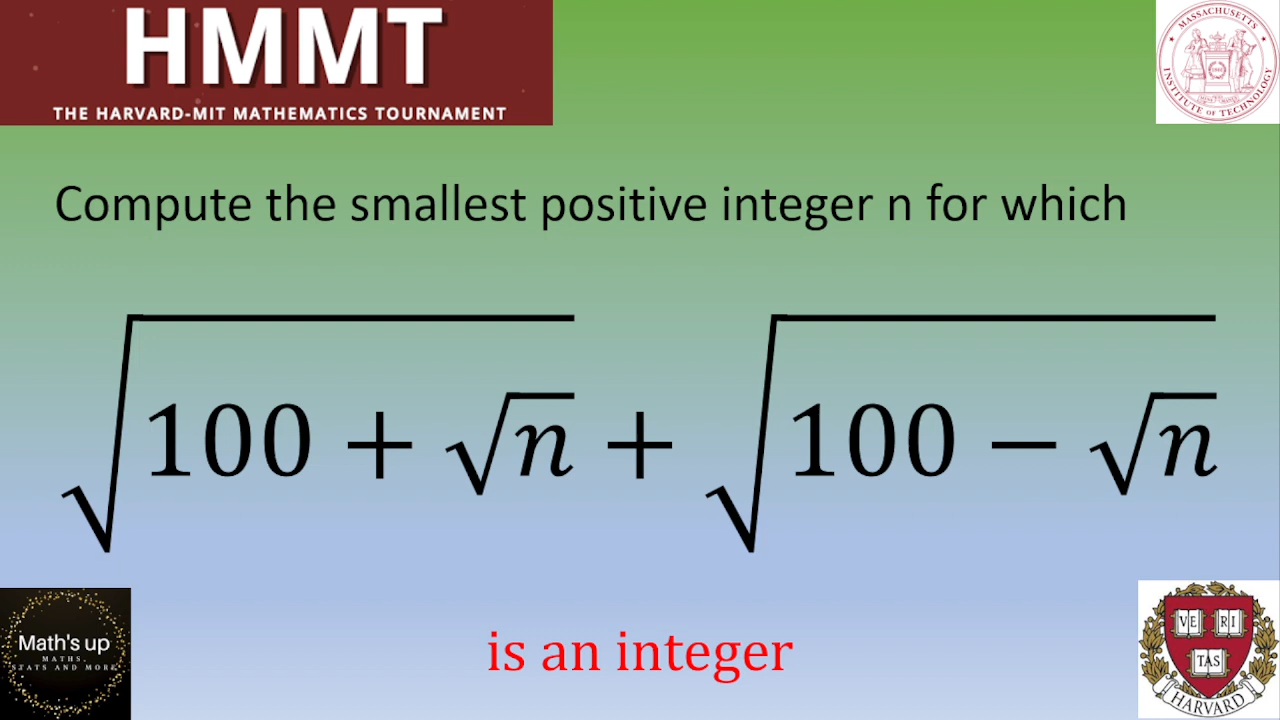 HMMT
THE HARVARD-MIT MATHEMATICS TOURNAMENT
MASSACHUSETTS
INSTITUTE OF TECHNOLOGY
Compute the smallest positive integer n for which
√(100 + √n) + √(100 − √n)
Math's up
MATHS,
STATS AND MORE
is an integer
VE RI
TAS
HARVARD